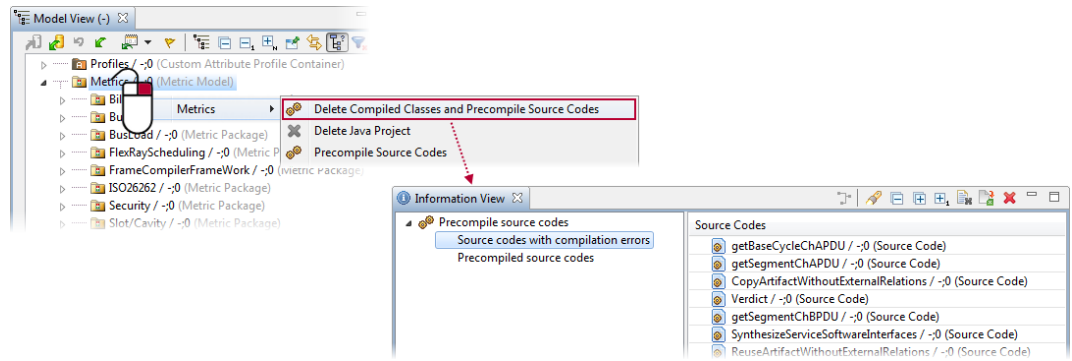 Model View (-)
Profiles / -;0 (Custom Attribute Profile Container)
Metrics / -;0 (Metric Model)
Bil
Metrics
Delete Compiled Classes and Precompile Source Codes
Bu
Delete Java Project
BusLoad / -;0 (Metric Package)
Precompile Source Codes
FlexRayScheduling / -;0 (Metric P
FrameCompilerFrameWork / -;0 (Metric Package)
ISO26262 / -;0 (Metric Package)
Security / -;0 (Metric Package)
Slot/Cavity / -;0 (Metric Package)
Information View
Precompile source codes
Source codes with compilation errors
Precompiled source codes
Source Codes
getBaseCycleChAPDU / -;0 (Source Code)
getSegmentChAPDU / -;0 (Source Code)
CopyArtifactWithoutExternalRelations / -;0 (Source Code)
Verdict / -;0 (Source Code)
getSegmentChBPDU / -;0 (Source Code)
SynthesizeServiceSoftwareInterfaces / -;0 (Source Code)
ReuseArtifactWithoutExternalRelations / -;0 (Source Code)